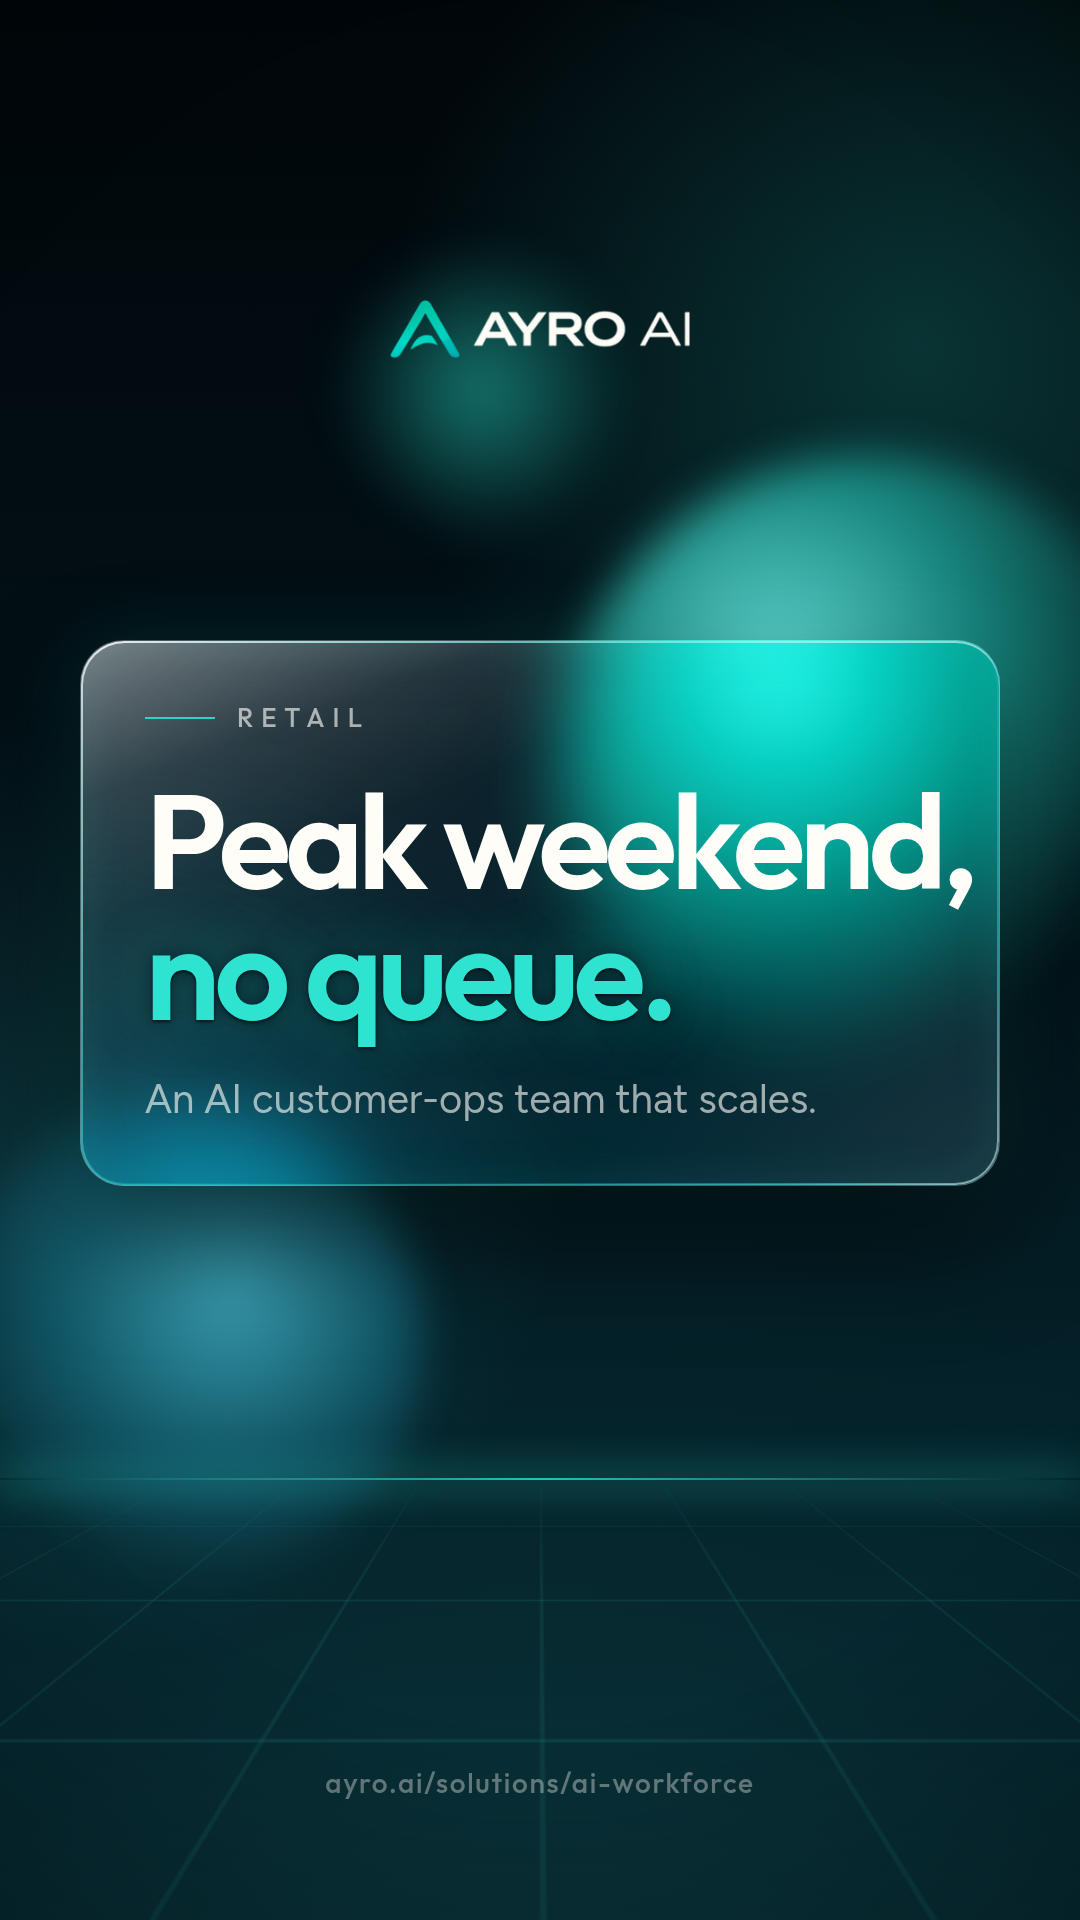 AYRO AI
RETAIL
Peak weekend,
no queue.
An AI customer-ops team that scales.
ayro.ai/solutions/ai-workforce